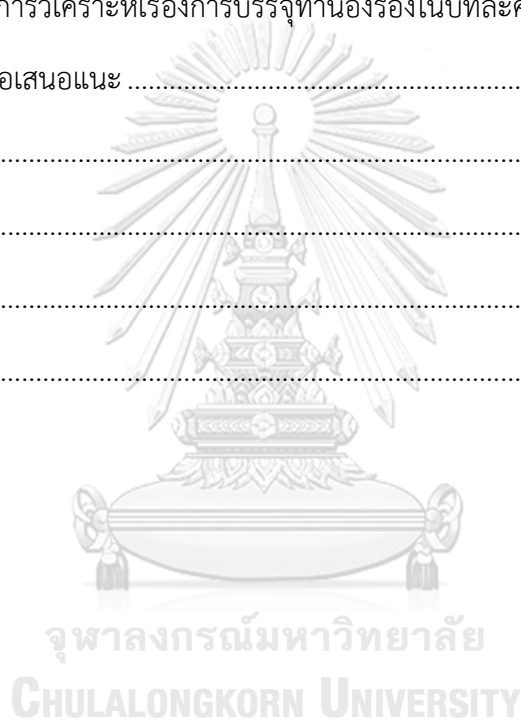 การวิเคราะห์เรื่องการบรรจุทำนองร้องในบทละค
อเสนอแนะ ..........................................................
..........................................................................
..........................................................................
..........................................................................
..........................................................................
จุฬาลงกรณ์มหาวิทยาลัย
CHULALONGKORN UNIVERSITY